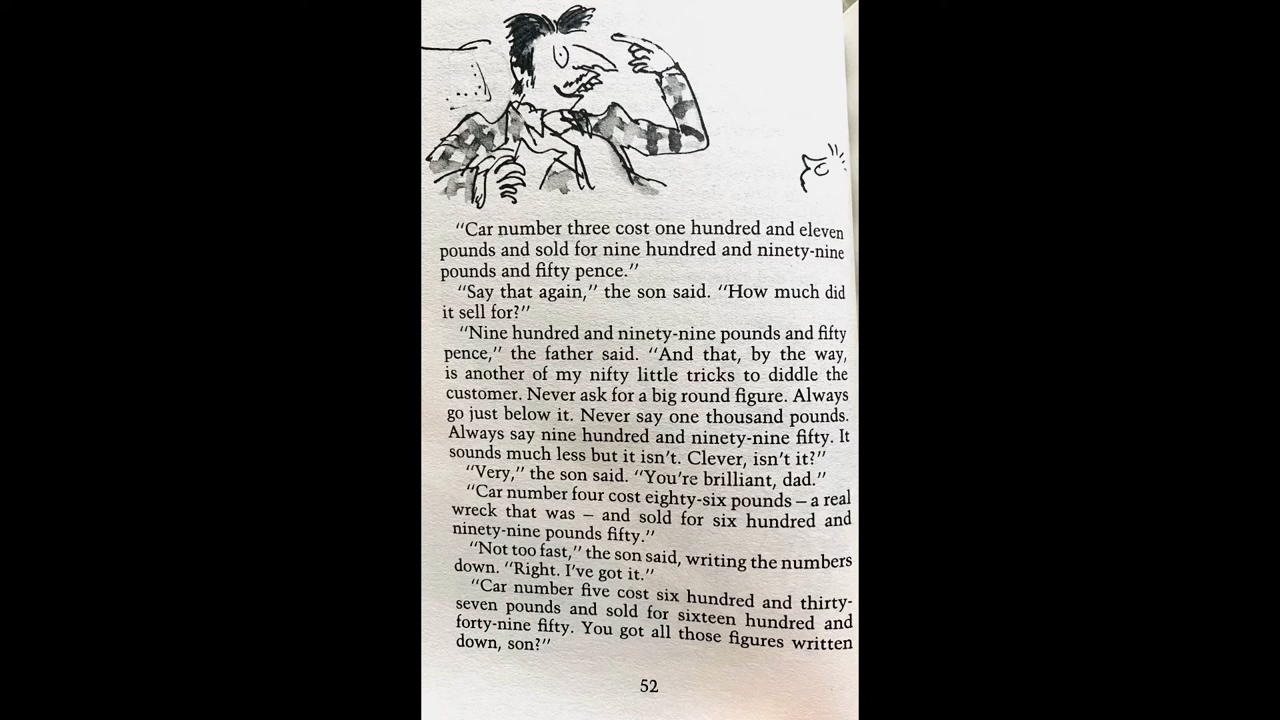 “Car number three cost one hundred and eleven
pounds and sold for nine hundred and ninety-nine
pounds and fifty pence.”
“Say that again,” the son said. “How much did
it sell for?”
“Nine hundred and ninety-nine pounds and fifty
pence,” the father said. “And that, by the way,
is another of my nifty little tricks to diddle the
customer. Never ask for a big round figure. Always
go just below it. Never say one thousand pounds.
Always say nine hundred and ninety-nine fifty. It
sounds much less but it isn’t. Clever, isn’t it?”
“Very,” the son said. “You’re brilliant, dad.”
“Car number four cost eighty-six pounds – a real
wreck that was – and sold for six hundred and
ninety-nine pounds fifty.”
“Not too fast,” the son said, writing the numbers
down. “Right. I’ve got it.”
“Car number five cost six hundred and thirty-
seven pounds and sold for sixteen hundred and
forty-nine fifty. You got all those figures written
down, son?”
52